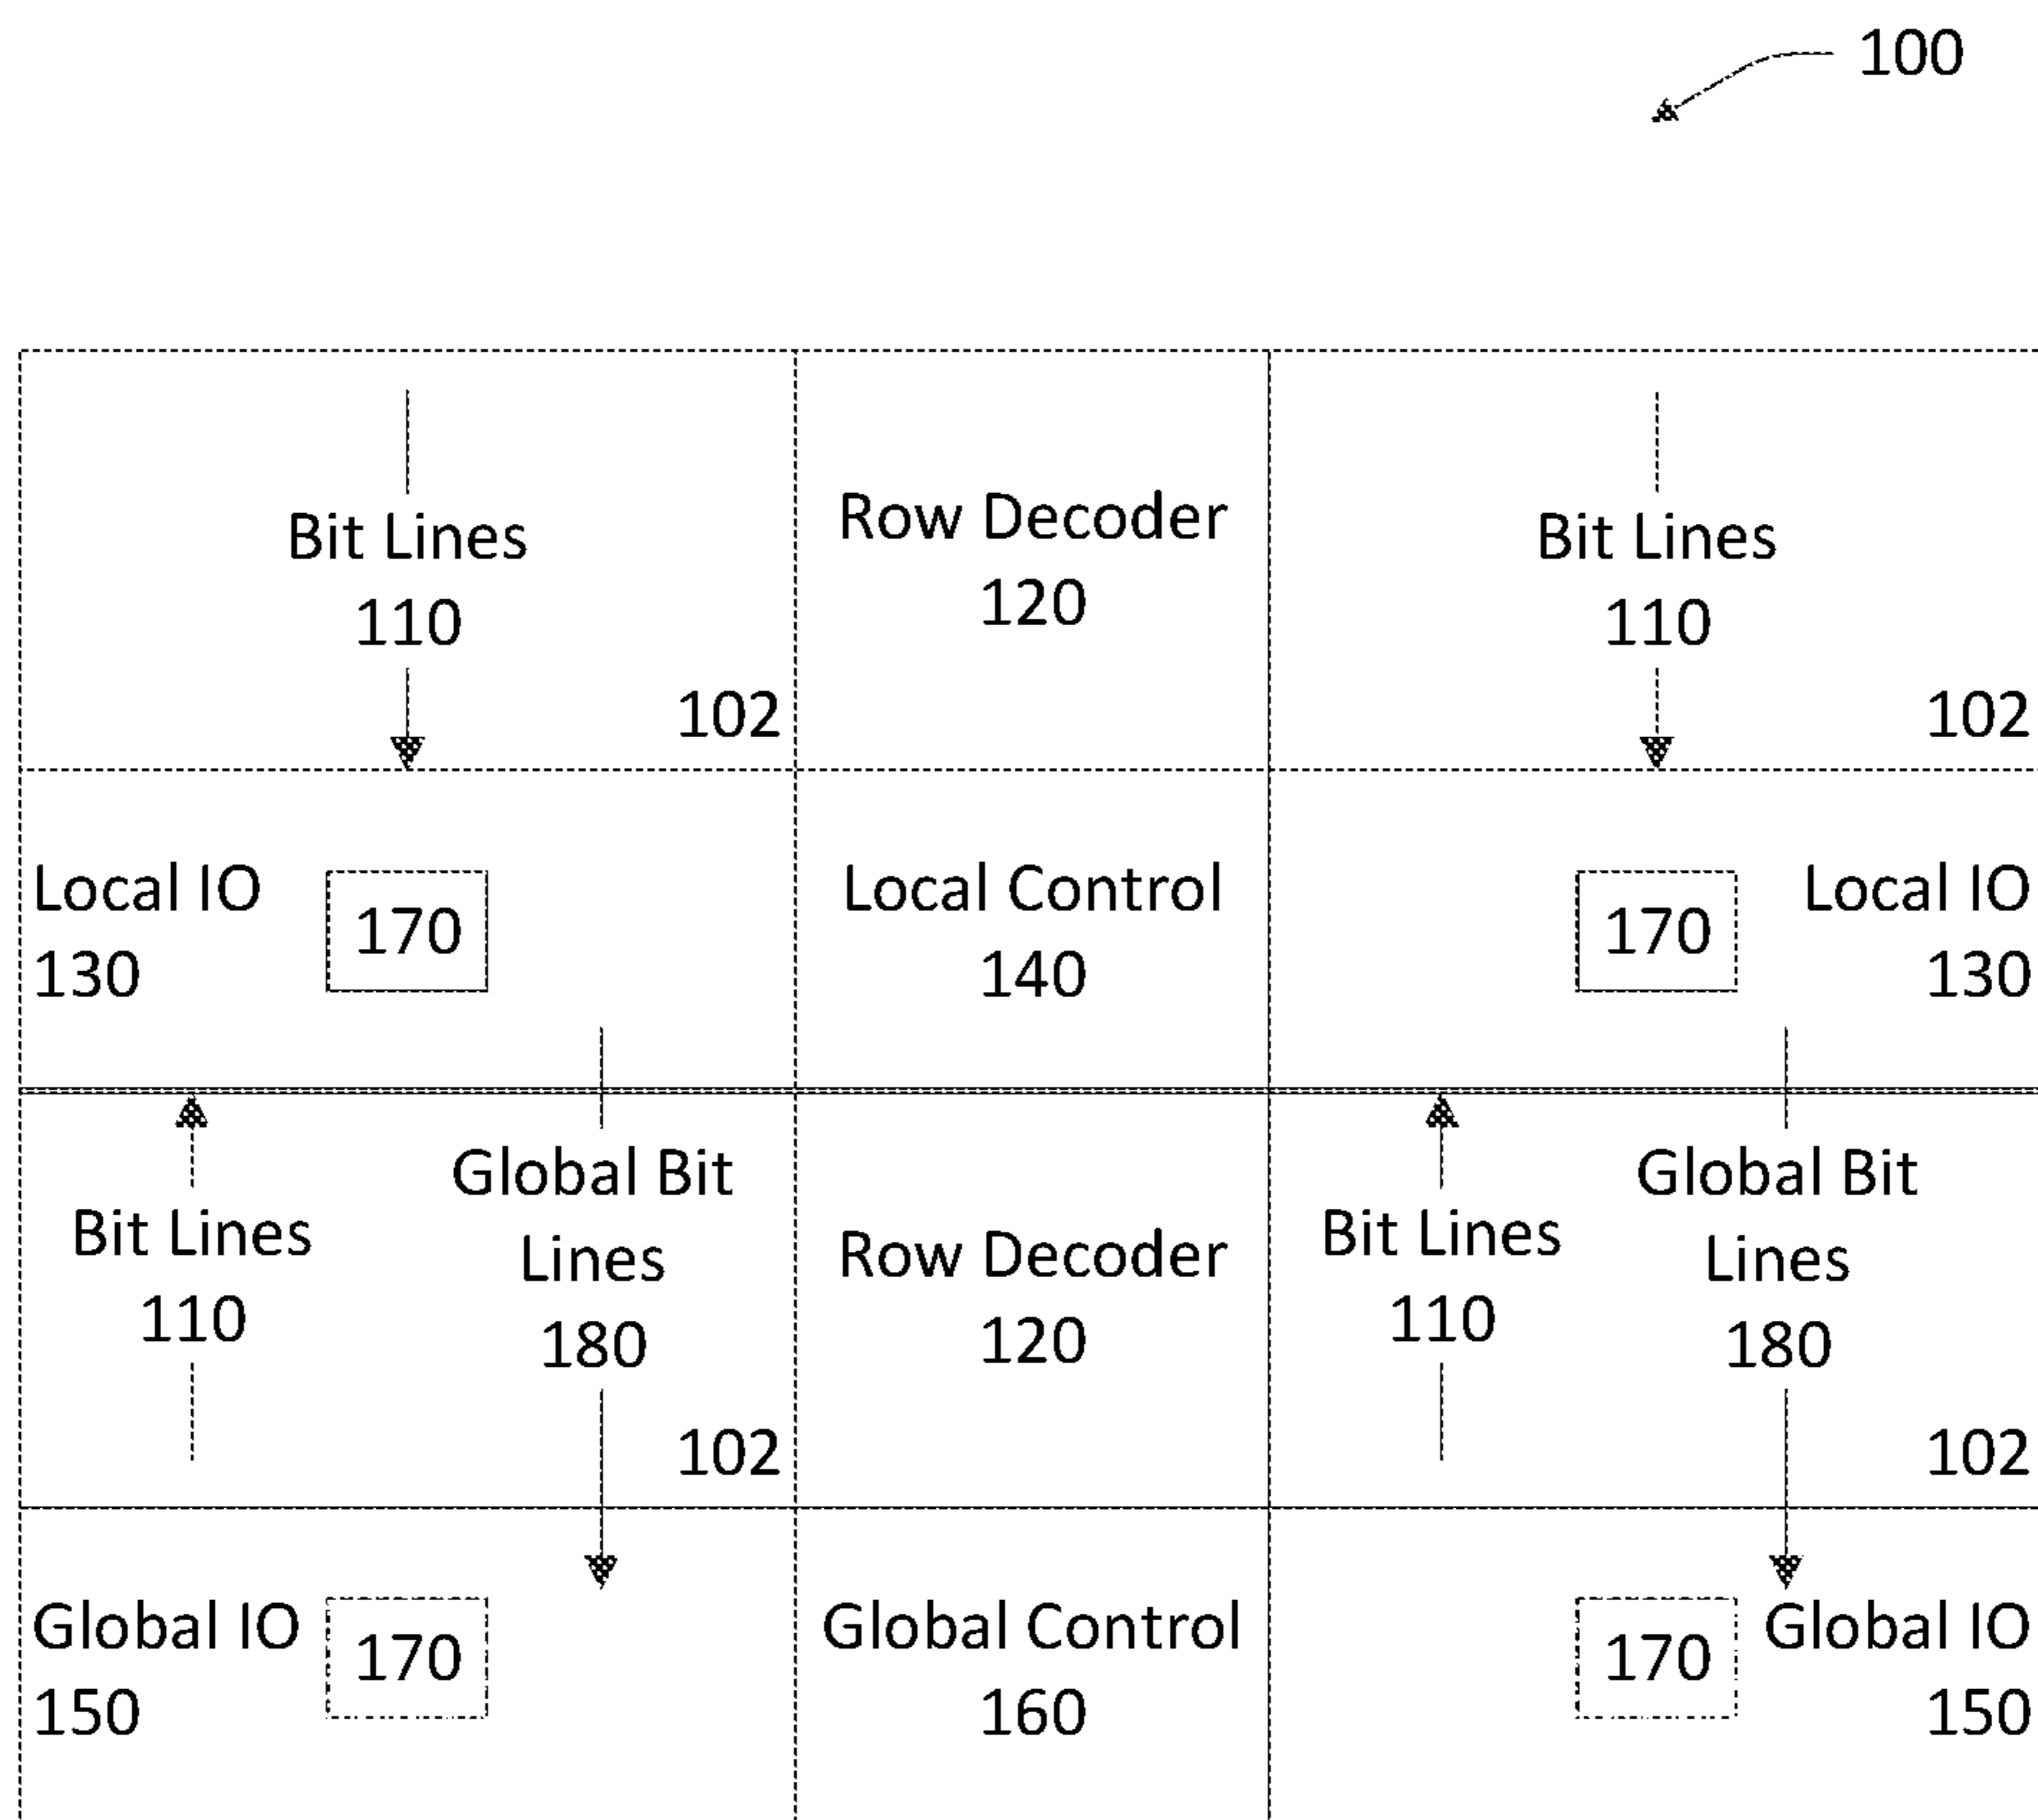 100
Bit Lines
110
102
Row Decoder
120
Bit Lines
110
102
Local IO
130
170
Local Control
140
170
Local IO
130
Bit Lines
110
Global Bit
Lines
180
102
Row Decoder
120
Bit Lines
110
Global Bit
Lines
180
102
Global IO
150
170
Global Control
160
170
Global IO
150